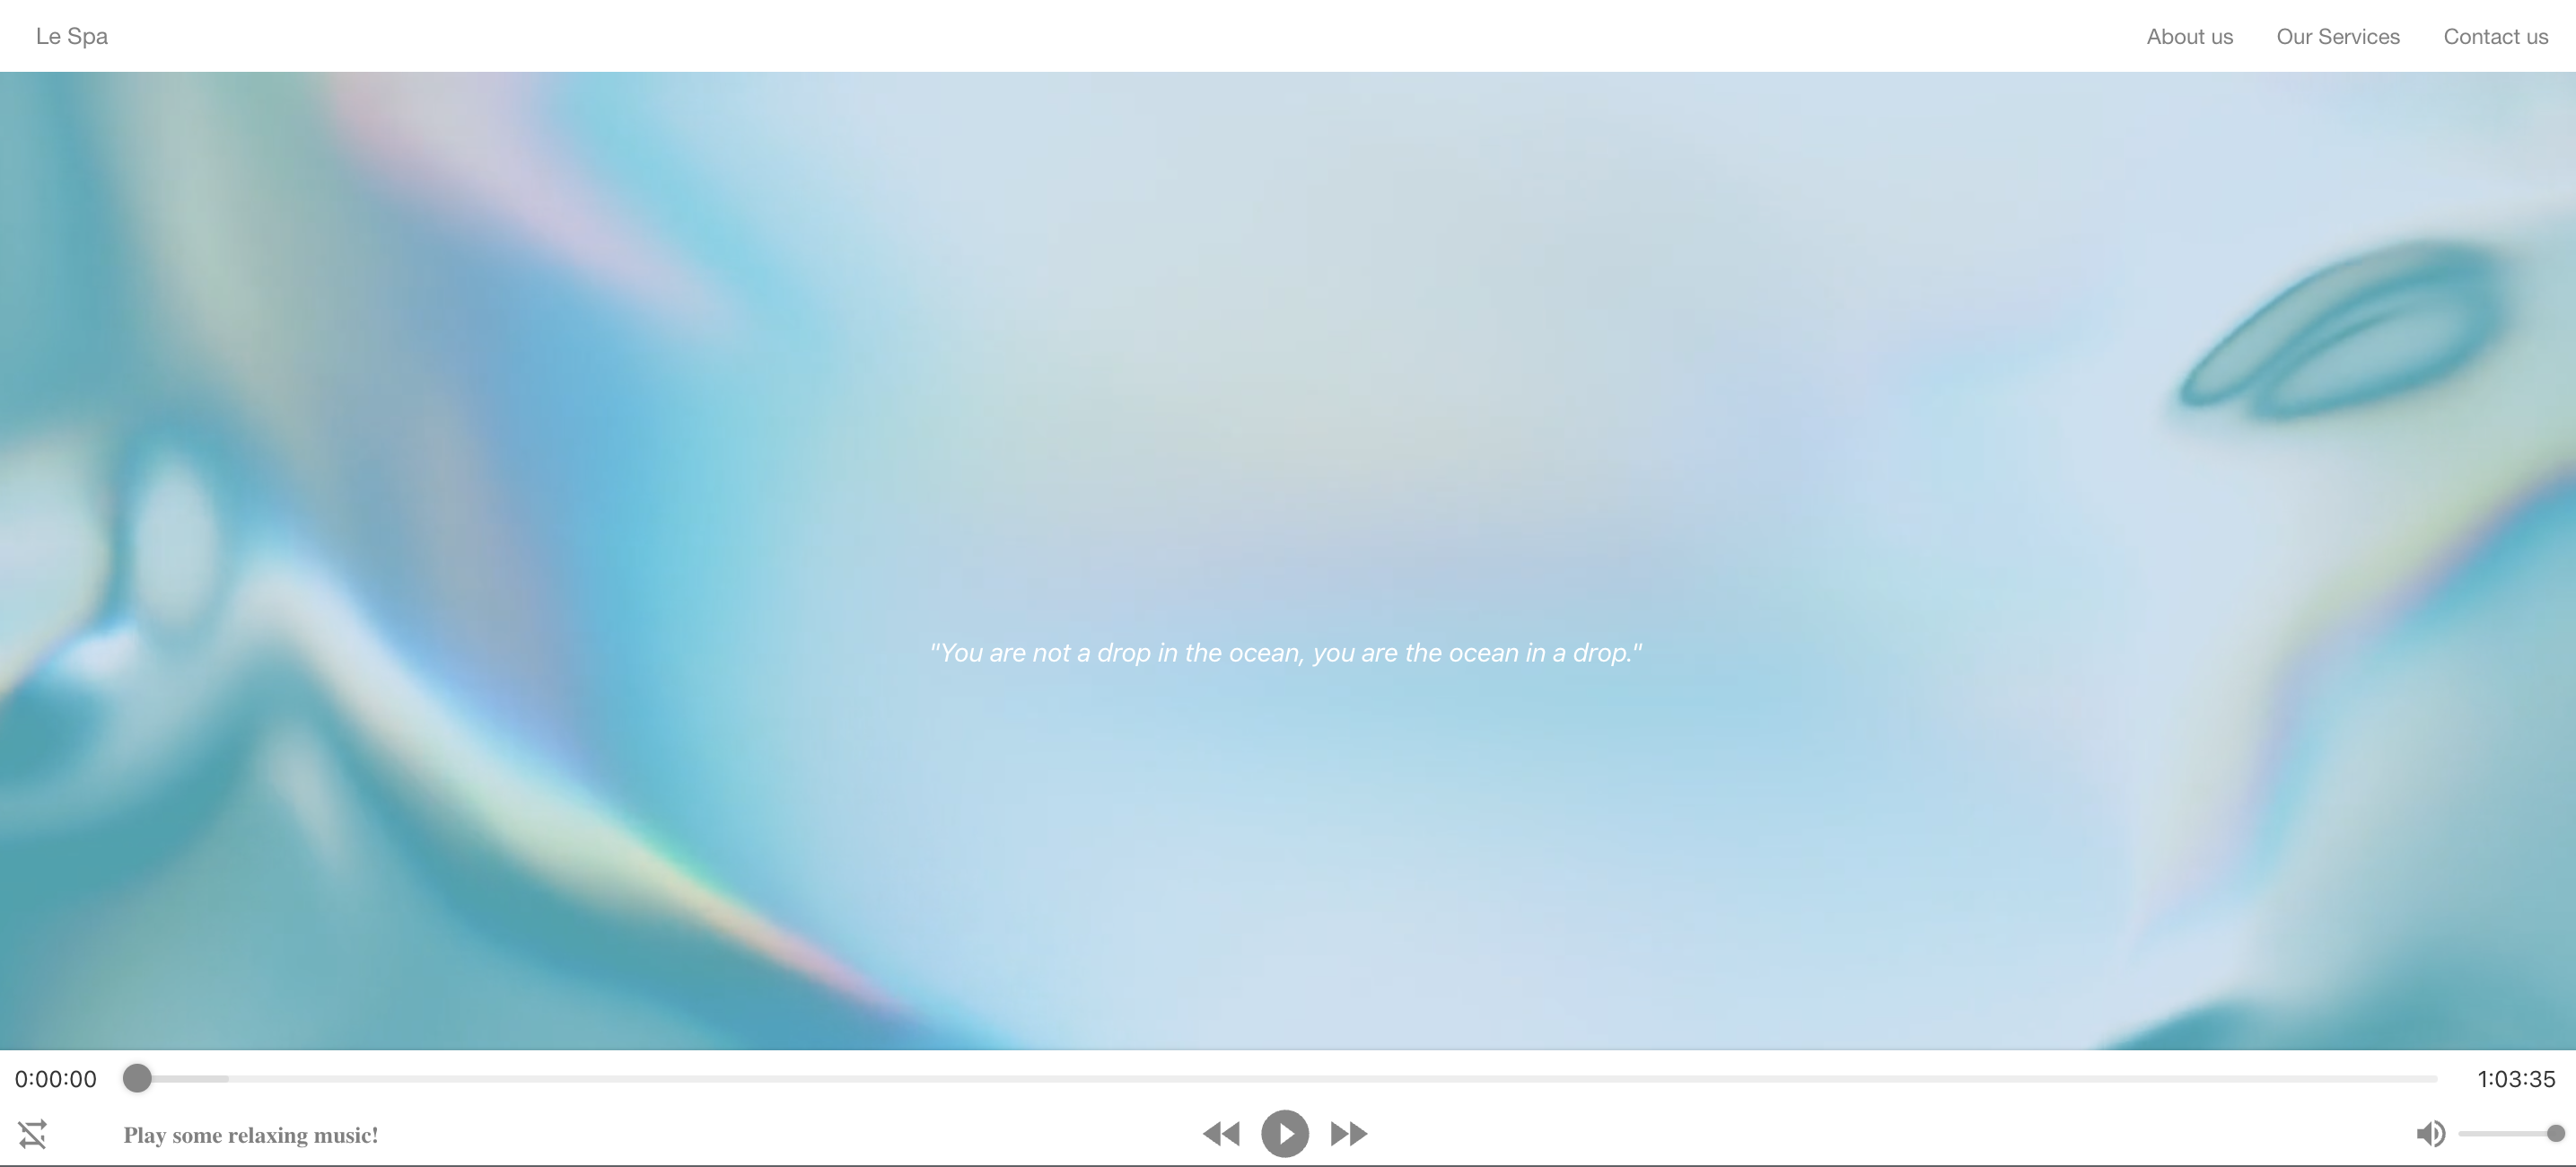 Le Spa
About us
Our Services
Contact us
"You are not a drop in the ocean, you are the ocean in a drop."
0:00:00
1:03:35
Play some relaxing music!